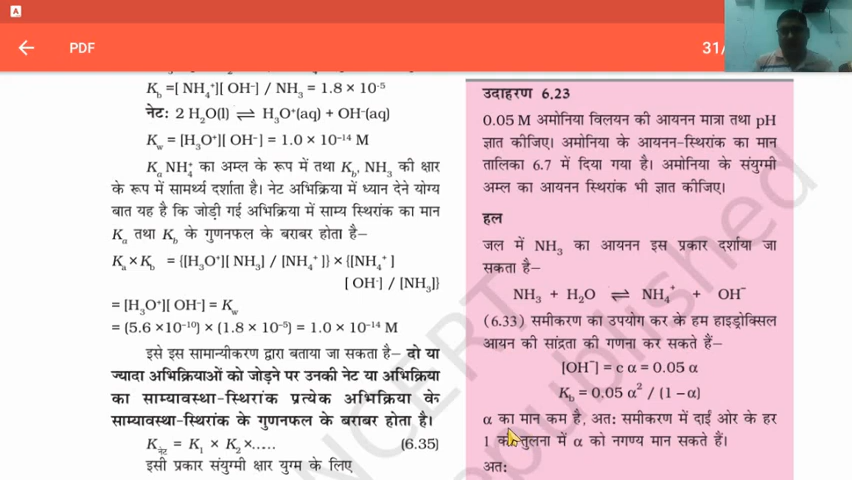 A
PDF
31/
K_b=[ NH₄⁺][ OH⁻] / NH₃ = 1.8 × 10⁻⁵
नेट: 2 H₂O(l) ⇌ H₃O⁺(aq) + OH⁻(aq)
K_w = [H₃O⁺][ OH⁻] = 1.0 × 10⁻¹⁴ M
K_a NH₄⁺ का अम्ल के रूप में तथा K_b, NH₃ की क्षार
के रूप में सामर्थ्य दर्शाता है। नेट अभिक्रिया में ध्यान देने योग्य
बात यह है कि जोड़ी गई अभिक्रिया में साम्य स्थिरांक का मान
K_a तथा K_b के गुणनफल के बराबर होता है–
K_a × K_b = {[H₃O⁺][ NH₃] / [NH₄⁺ ]} × {[NH₄⁺ ]
[ OH⁻] / [NH₃]}
= [H₃O⁺][ OH⁻] = K_w
= (5.6 ×10⁻¹⁰) × (1.8 × 10⁻⁵) = 1.0 × 10⁻¹⁴ M
इसे इस सामान्यीकरण द्वारा बताया जा सकता है– दो या
ज्यादा अभिक्रियाओं को जोड़ने पर उनकी नेट या अभिक्रिया
का साम्यावस्था-स्थिरांक प्रत्येक अभिक्रिया के
साम्यावस्था-स्थिरांक के गुणनफल के बराबर होता है।
K_नेट = K₁ × K₂ ×...... (6.35)
इसी प्रकार संयुग्मी क्षार युग्म के लिए
उदाहरण 6.23
0.05 M अमोनिया विलयन की आयनन मात्रा तथा pH
ज्ञात कीजिए। अमोनिया के आयनन-स्थिरांक का मान
तालिका 6.7 में दिया गया है। अमोनिया के संयुग्मी
अम्ल का आयनन स्थिरांक भी ज्ञात कीजिए।
हल
जल में NH₃ का आयनन इस प्रकार दर्शाया जा
सकता है–
NH₃ + H₂O ⇌ NH₄⁺ + OH⁻
(6.33) समीकरण का उपयोग कर के हम हाइड्रोक्सिल
आयन की सांद्रता की गणना कर सकते हैं–
[OH⁻] = c α = 0.05 α
K_b = 0.05 α² / (1 – α)
α का मान कम है, अत: समीकरण में दाईं ओर के हर
1 की तुलना में α को नगण्य मान सकते हैं।
अत:
NCERT
republished